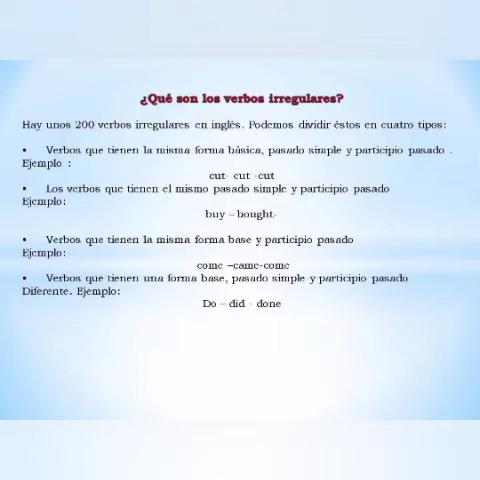 ¿Qué son los verbos irregulares?
Hay unos 200 verbos irregulares en inglés. Podemos dividir éstos en cuatro tipos:
• Verbos que tienen la misma forma básica, pasado simple y participio pasado .
Ejemplo :
cut- cut -cut
• Los verbos que tienen el mismo pasado simple y participio pasado
Ejemplo:
buy – bought-
• Verbos que tienen la misma forma base y participio pasado
Ejemplo:
come –came-come
• Verbos que tienen una forma base, pasado simple y participio pasado
Diferente. Ejemplo:
Do – did - done